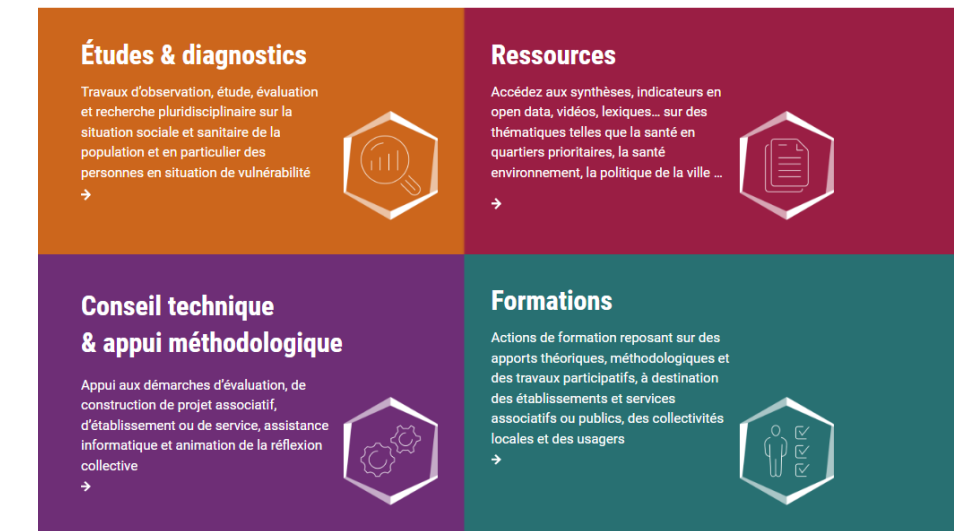 Études & diagnostics
Travaux d'observation, étude, évaluation
et recherche pluridisciplinaire sur la
situation sociale et sanitaire de la
population et en particulier des
personnes en situation de vulnérabilité
→
Ressources
Accédez aux synthèses, indicateurs en
open data, vidéos, lexiques... sur des
thématiques telles que la santé en
quartiers prioritaires, la santé
environnement, la politique de la ville ...
→
Conseil technique
& appui méthodologique
Appui aux démarches d'évaluation, de
construction de projet associatif,
d'établissement ou de service, assistance
informatique et animation de la réflexion
collective
→
Formations
Actions de formation reposant sur des
apports théoriques, méthodologiques et
des travaux participatifs, à destination
des établissements et services
associatifs ou publics, des collectivités
locales et des usagers
→